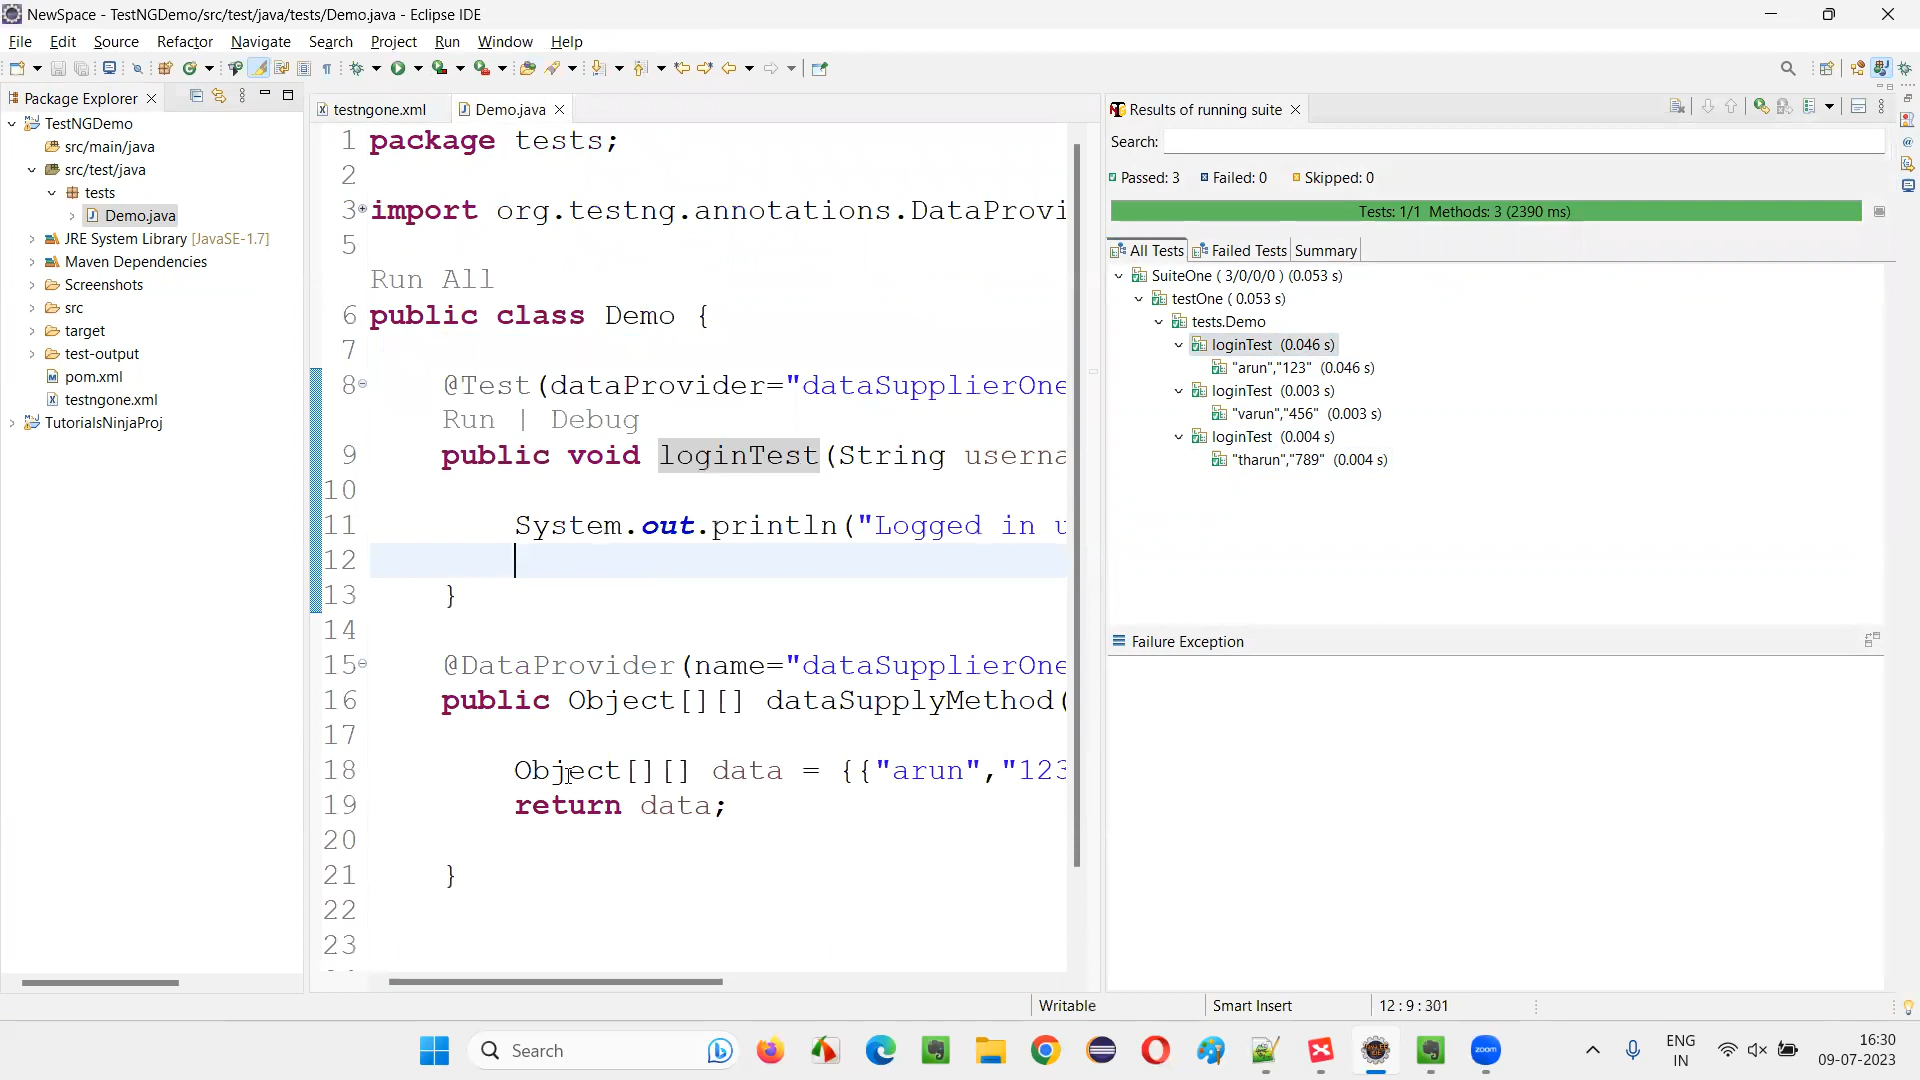 NewSpace - TestNGDemo/src/test/java/tests/Demo.java - Eclipse IDE
File Edit Source Refactor Navigate Search Project Run Window Help
Package Explorer
TestNGDemo
src/main/java
src/test/java
tests
Demo.java
JRE System Library [JavaSE-1.7]
Maven Dependencies
Screenshots
src
target
test-output
pom.xml
testngone.xml
TutorialsNinjaProj
testngone.xml Demo.java
1 package tests;
2
3 import org.testng.annotations.DataProvi
5
Run All
6 public class Demo {
7
8 @Test(dataProvider="dataSupplierOne
Run | Debug
9 public void loginTest(String userna
10
11 System.out.println("Logged in u
12
13 }
14
15 @DataProvider(name="dataSupplierOne
16 public Object[][] dataSupplyMethod(
17
18 Object[][] data = {{"arun","123
19 return data;
20
21 }
22
23
Results of running suite
Search:
Passed: 3 Failed: 0 Skipped: 0
Tests: 1/1 Methods: 3 (2390 ms)
All Tests Failed Tests Summary
SuiteOne ( 3/0/0/0 ) (0.053 s)
testOne ( 0.053 s)
tests.Demo
loginTest (0.046 s)
"arun","123" (0.046 s)
loginTest (0.003 s)
"varun","456" (0.003 s)
loginTest (0.004 s)
"tharun","789" (0.004 s)
Failure Exception
Writable Smart Insert 12 : 9 : 301
Search
zoom
ENG
IN
16:30
09-07-2023